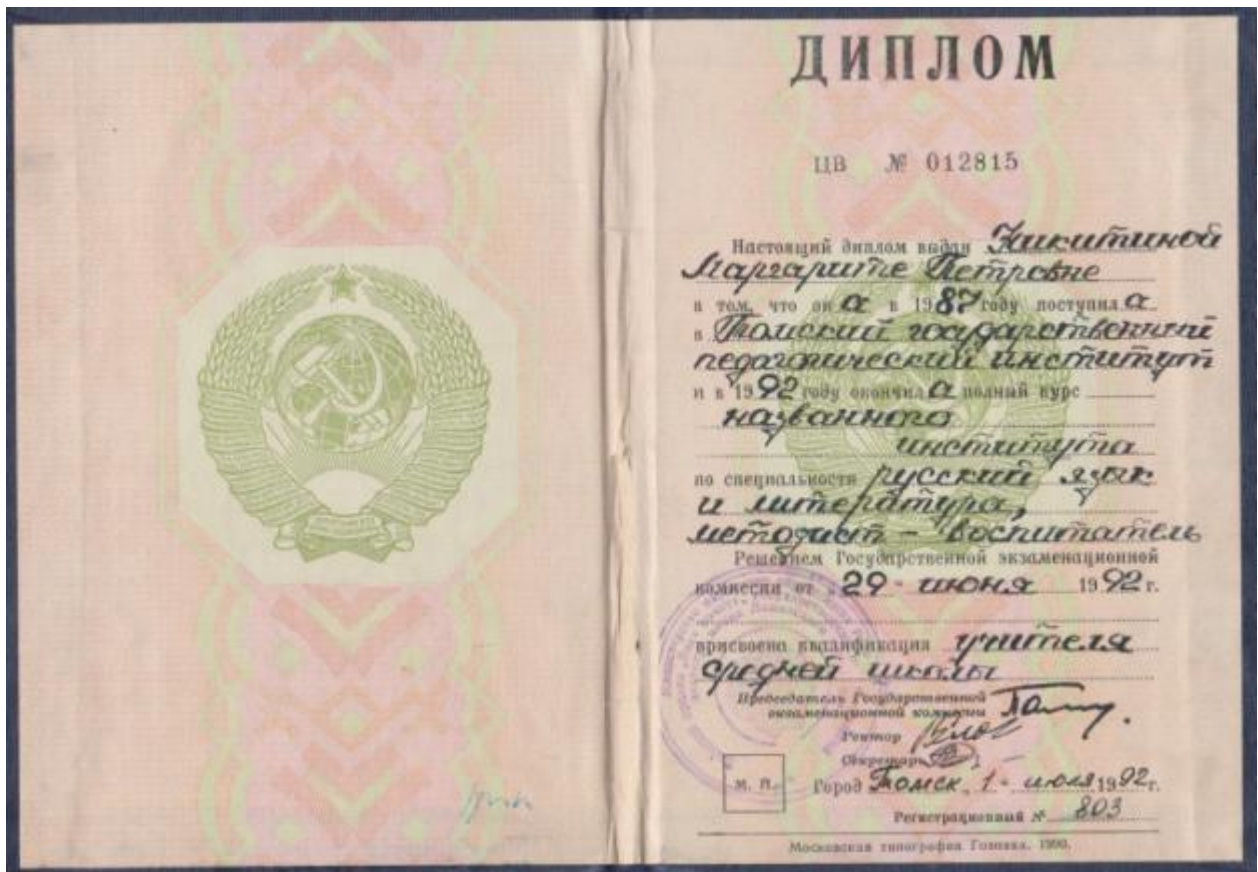 ДИПЛОМ
ЦВ № 012815
Настоящий диплом выдан Никитиной
Маргарите Петровне
в том, что он а в 1987 году поступил а
в Томский государственный
педагогический институт
и в 1992 году окончил а полный курс
названного
института
по специальности русский язык
и литература,
методист - воспитатель
Решением Государственной экзаменационной
комиссии от « 29 » июня 1992 г.
присвоена квалификация учителя
средней школы
Председатель Государственной
экзаменационной комиссии
Ректор
Секретарь
М. П.
Город Томск, 1 - июля 1992 г.
Регистрационный № 803
Московская типография Гознака. 1990.